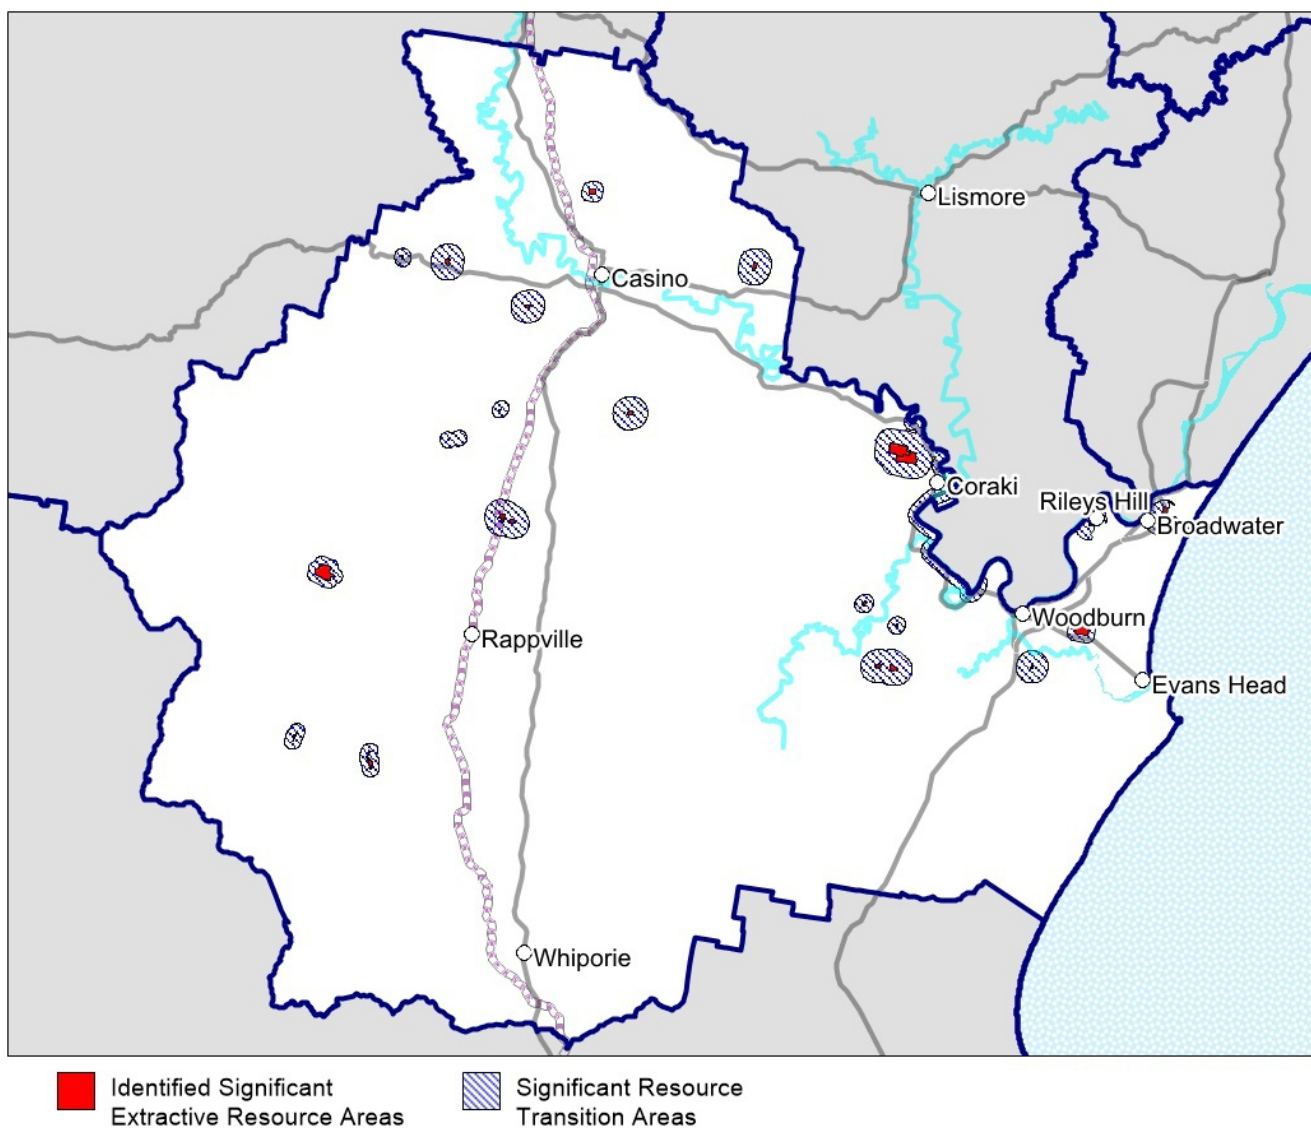 Lismore
Casino
Coraki
Rileys Hill
Broadwater
Woodburn
Rappville
Evans Head
Whiporie
Identified Significant
Extractive Resource Areas
Significant Resource
Transition Areas